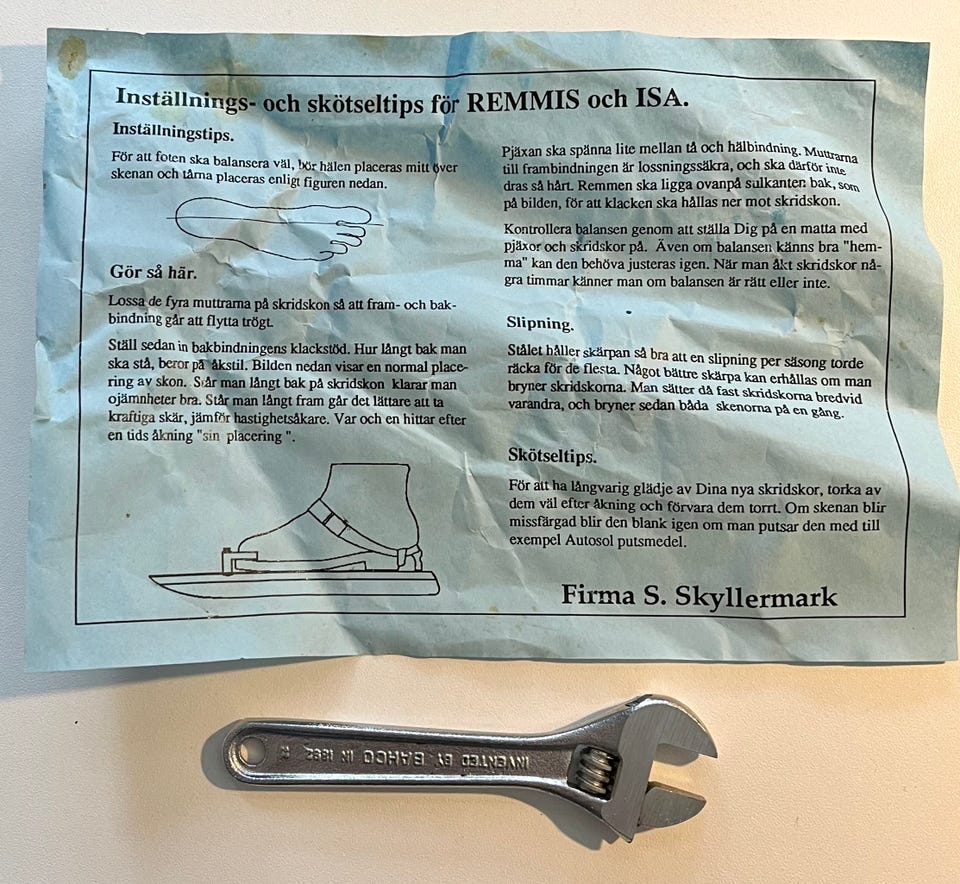 Inställnings- och skötseltips för REMMIS och ISA.
Inställningstips.
För att foten ska balansera väl, bör hälen placeras mitt över
skenan och tårna placeras enligt figuren nedan.
Gör så här.
Lossa de fyra muttrarna på skridskon så att fram- och bak-
bindning går att flytta trögt.
Ställ sedan in bakbindningens klackstöd. Hur långt bak man
ska stå, beror på åkstil. Bilden nedan visar en normal place-
ring av skon. Står man långt bak på skridskon klarar man
ojämnheter bra. Står man långt fram går det lättare att ta
kraftiga skär, jämför hastighetsåkare. Var och en hittar efter
en tids åkning "sin placering ".
Pjäxan ska spänna lite mellan tå och hälbindning. Muttrarna
till frambindningen är lossningssäkra, och ska därför inte
dras så hårt. Remmen ska ligga ovanpå sulkanten bak, som
på bilden, för att klacken ska hållas ner mot skridskon.
Kontrollera balansen genom att ställa Dig på en matta med
pjäxor och skridskor på. Även om balansen känns bra "hem-
ma" kan den behöva justeras igen. När man åkt skridskor nå-
gra timmar känner man om balansen är rätt eller inte.
Slipning.
Stålet håller skärpan så bra att en slipning per säsong torde
räcka för de flesta. Något bättre skärpa kan erhållas om man
bryner skridskorna. Man sätter då fast skridskorna bredvid
varandra, och bryner sedan båda skenorna på en gång.
Skötseltips.
För att ha långvarig glädje av Dina nya skridskor, torka av
dem väl efter åkning och förvara dem torrt. Om skenan blir
missfärgad blir den blank igen om man putsar den med till
exempel Autosol putsmedel.
Firma S. Skyllermark
INVENTED BY BAHCO IN 1892